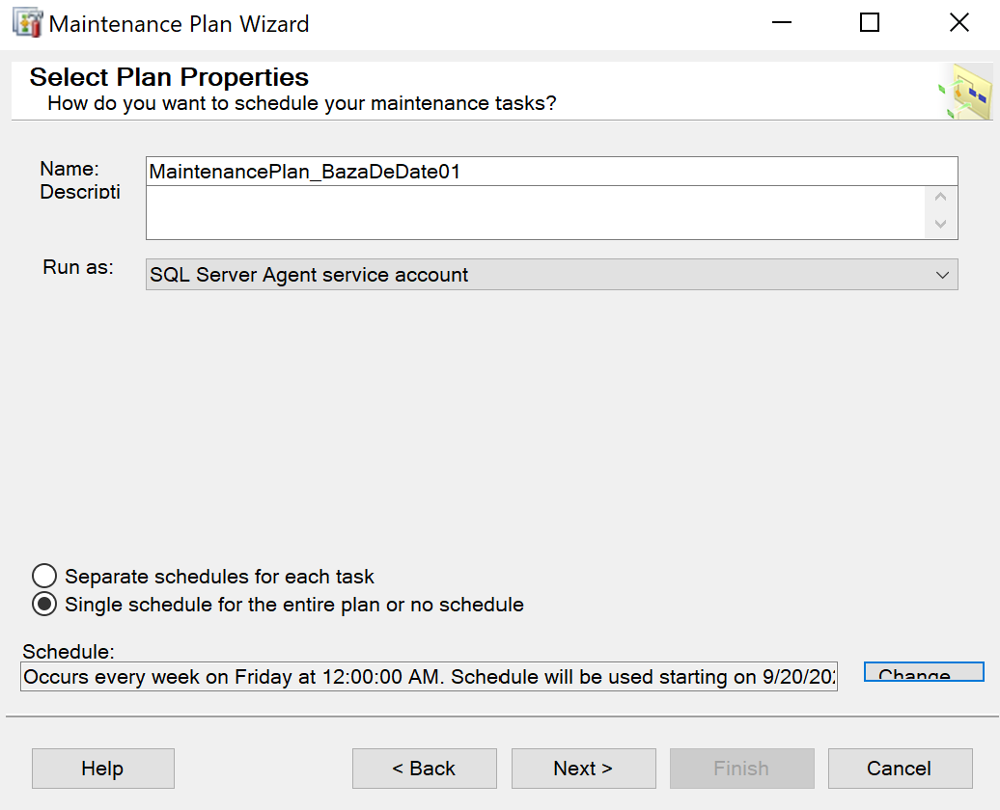 Maintenance Plan Wizard
Select Plan Properties
How do you want to schedule your maintenance tasks?
Name:
MaintenancePlan_BazaDeDate01
Descripti
Run as:
SQL Server Agent service account
Separate schedules for each task
Single schedule for the entire plan or no schedule
Schedule:
Occurs every week on Friday at 12:00:00 AM. Schedule will be used starting on 9/20/202
Change
Help
< Back
Next >
Finish
Cancel